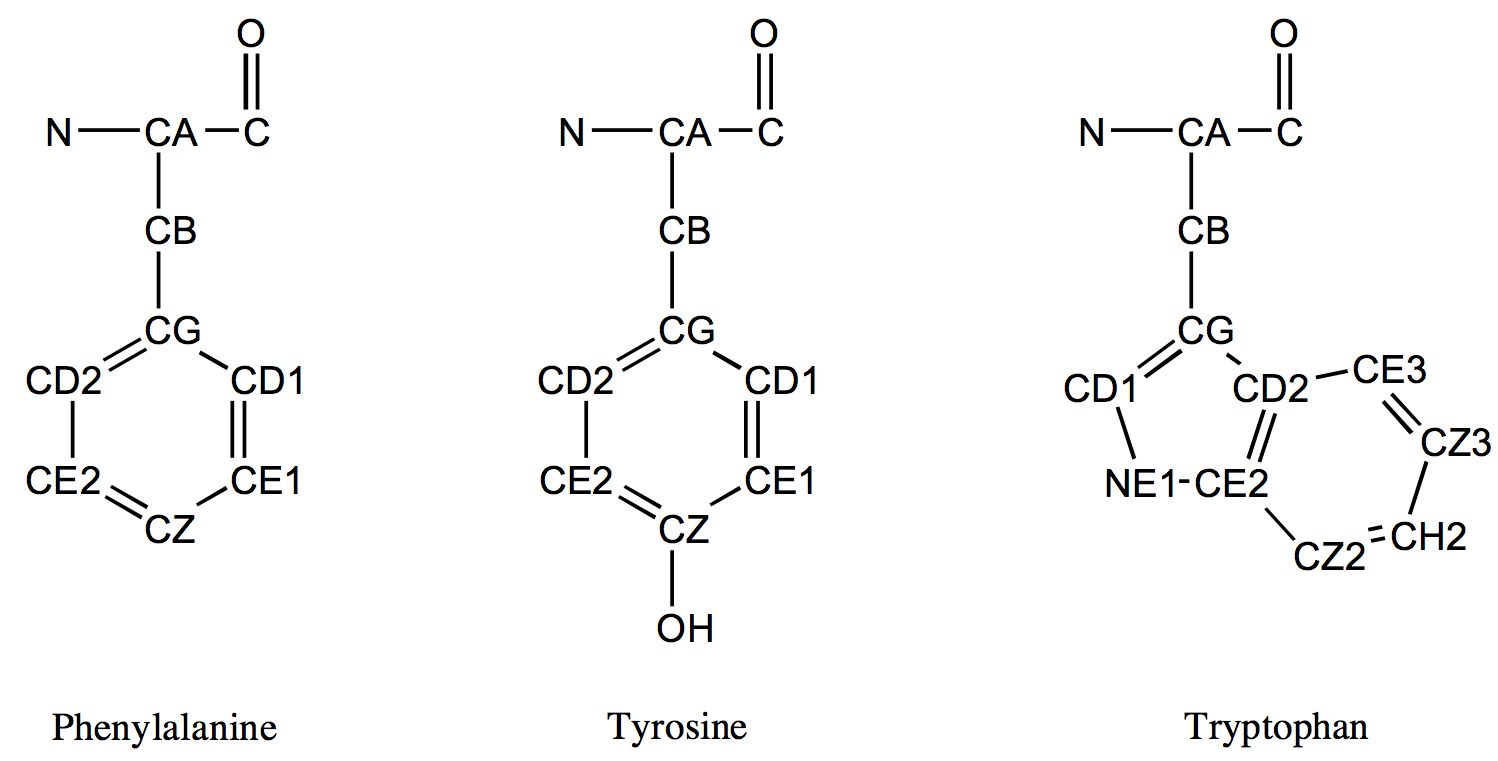 O O O
N CA C N CA C N CA C
CB CB CB
CG CG CG
CD2 CD1 CD2 CD1 CD1 CD2 CE3
CZ3
CE2 CE1 CE2 CE1 NE1 CE2
CZ CZ CZ2 CH2
OH
Phenylalanine Tyrosine Tryptophan